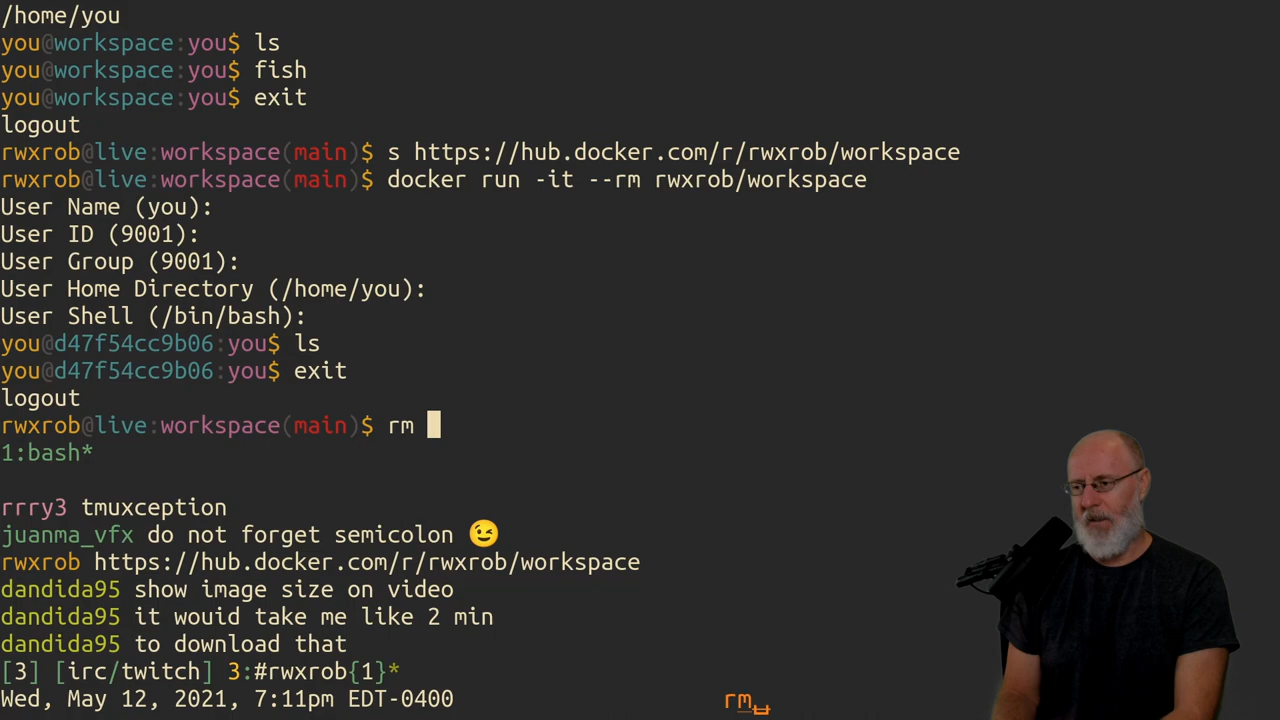 /home/you
you@workspace:you$ ls
you@workspace:you$ fish
you@workspace:you$ exit
logout
rwxrob@live:workspace(main)$ s https://hub.docker.com/r/rwxrob/workspace
rwxrob@live:workspace(main)$ docker run -it --rm rwxrob/workspace
User Name (you):
User ID (9001):
User Group (9001):
User Home Directory (/home/you):
User Shell (/bin/bash):
you@d47f54cc9b06:you$ ls
you@d47f54cc9b06:you$ exit
logout
rwxrob@live:workspace(main)$ rm
1:bash*
rrry3 tmuxception
juanma_vfx do not forget semicolon 😉
rwxrob https://hub.docker.com/r/rwxrob/workspace
dandida95 show image size on video
dandida95 it wouid take me like 2 min
dandida95 to download that
[3] [irc/twitch] 3:#rwxrob{1}*
Wed, May 12, 2021, 7:11pm EDT-0400
rm␣